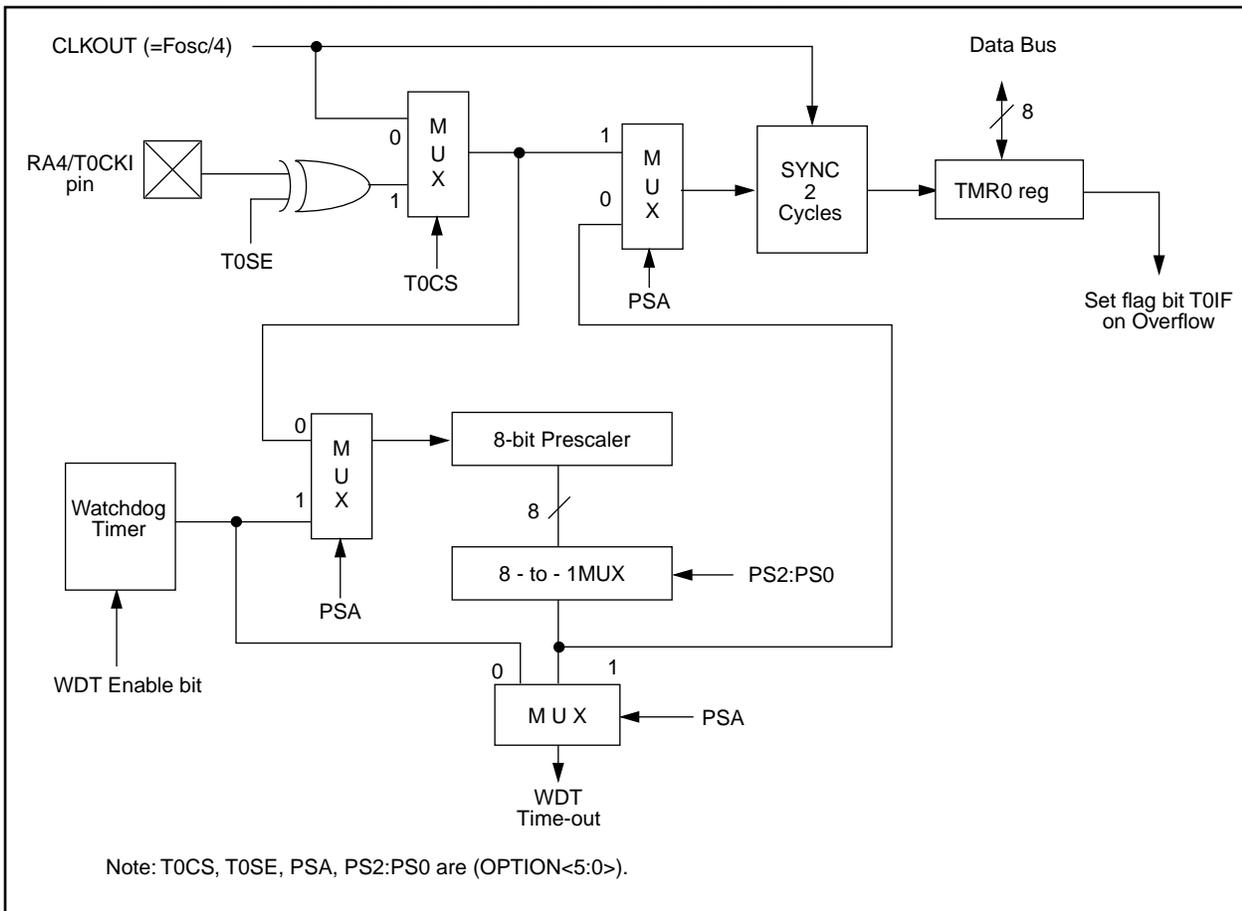 CLKOUT (=Fosc/4)
Data Bus
8
RA4/T0CKI
pin
0
1
M
U
X
T0SE
T0CS
1
0
M
U
X
PSA
SYNC
2
Cycles
TMR0 reg
Set flag bit T0IF
on Overflow
0
1
M
U
X
PSA
8-bit Prescaler
8
Watchdog
Timer
8 - to - 1MUX
PS2:PS0
WDT Enable bit
0
1
M U X
PSA
WDT
Time-out
Note: T0CS, T0SE, PSA, PS2:PS0 are (OPTION<5:0>).